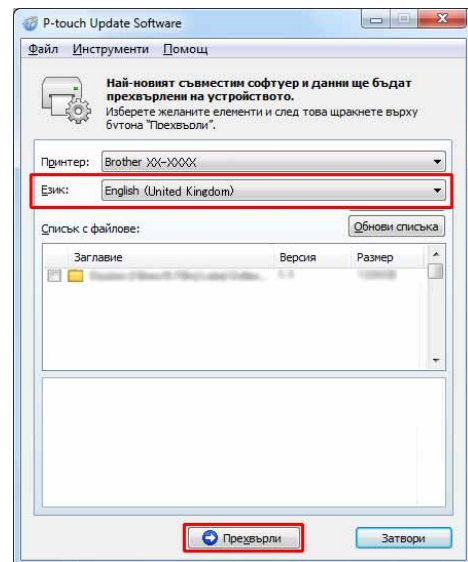 P-touch Update Software
Файл Инструменти Помощ
Най-новият съвместим софтуер и данни ще бъдат
прехвърлени на устройството.
Изберете желаните елементи и след това щракнете върху
бутона "Прехвърли".
Принтер: Brother XX-XXXX
Език: English (United Kingdom)
Списък с файлове: Обнови списъка
Заглавие Версия Размер
Прехвърли Затвори